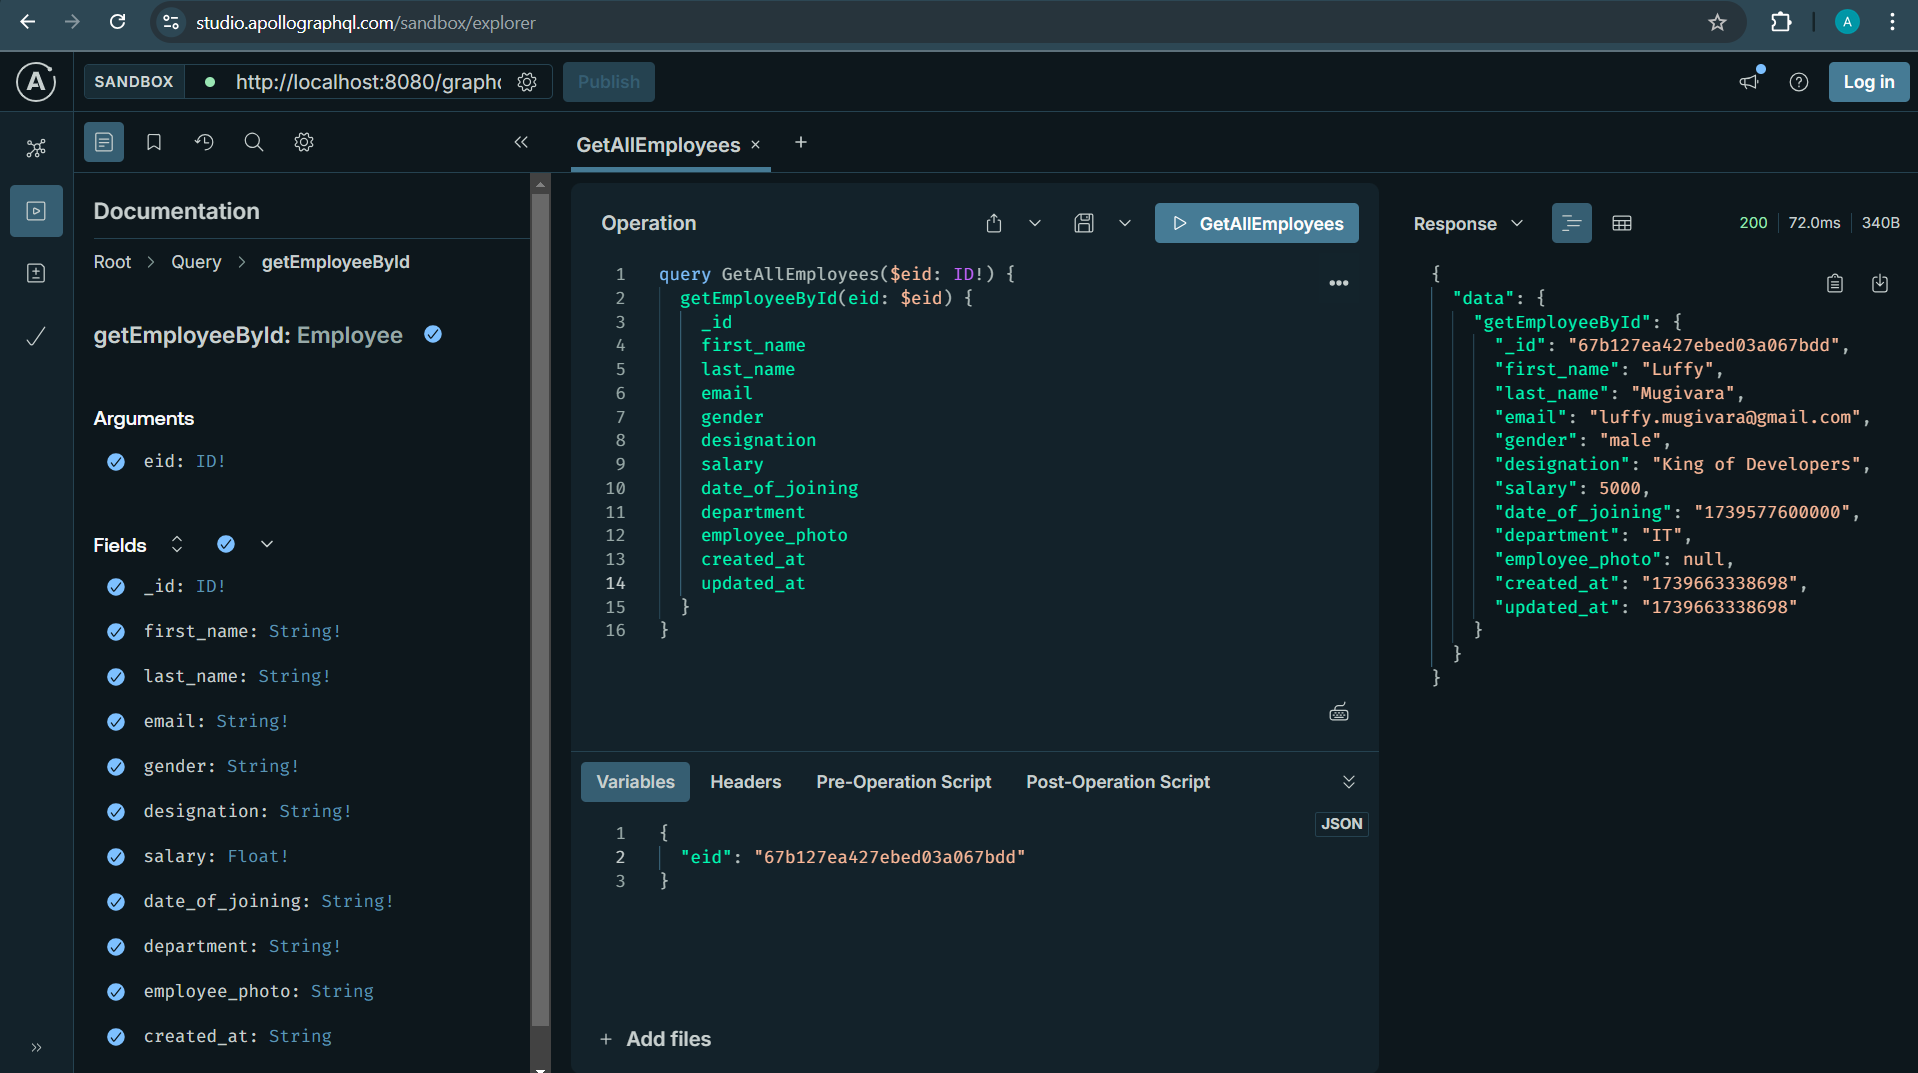 studio.apollographql.com/sandbox/explorer
A
SANDBOX
http://localhost:8080/graphq
Publish
Log in
GetAllEmployees
Documentation
Root > Query > getEmployeeById
getEmployeeById: Employee
Arguments
eid: ID!
Fields
_id: ID!
first_name: String!
last_name: String!
email: String!
gender: String!
designation: String!
salary: Float!
date_of_joining: String!
department: String!
employee_photo: String
created_at: String
Operation
GetAllEmployees
1 query GetAllEmployees($eid: ID!) {
2 getEmployeeById(eid: $eid) {
3 _id
4 first_name
5 last_name
6 email
7 gender
8 designation
9 salary
10 date_of_joining
11 department
12 employee_photo
13 created_at
14 updated_at
15 }
16 }
Variables Headers Pre-Operation Script Post-Operation Script
JSON
1 {
2 "eid": "67b127ea427ebed03a067bdd"
3 }
+ Add files
Response
200 72.0ms 340B
{
"data": {
"getEmployeeById": {
"_id": "67b127ea427ebed03a067bdd",
"first_name": "Luffy",
"last_name": "Mugivara",
"email": "luffy.mugivara@gmail.com",
"gender": "male",
"designation": "King of Developers",
"salary": 5000,
"date_of_joining": "1739577600000",
"department": "IT",
"employee_photo": null,
"created_at": "1739663338698",
"updated_at": "1739663338698"
}
}
}